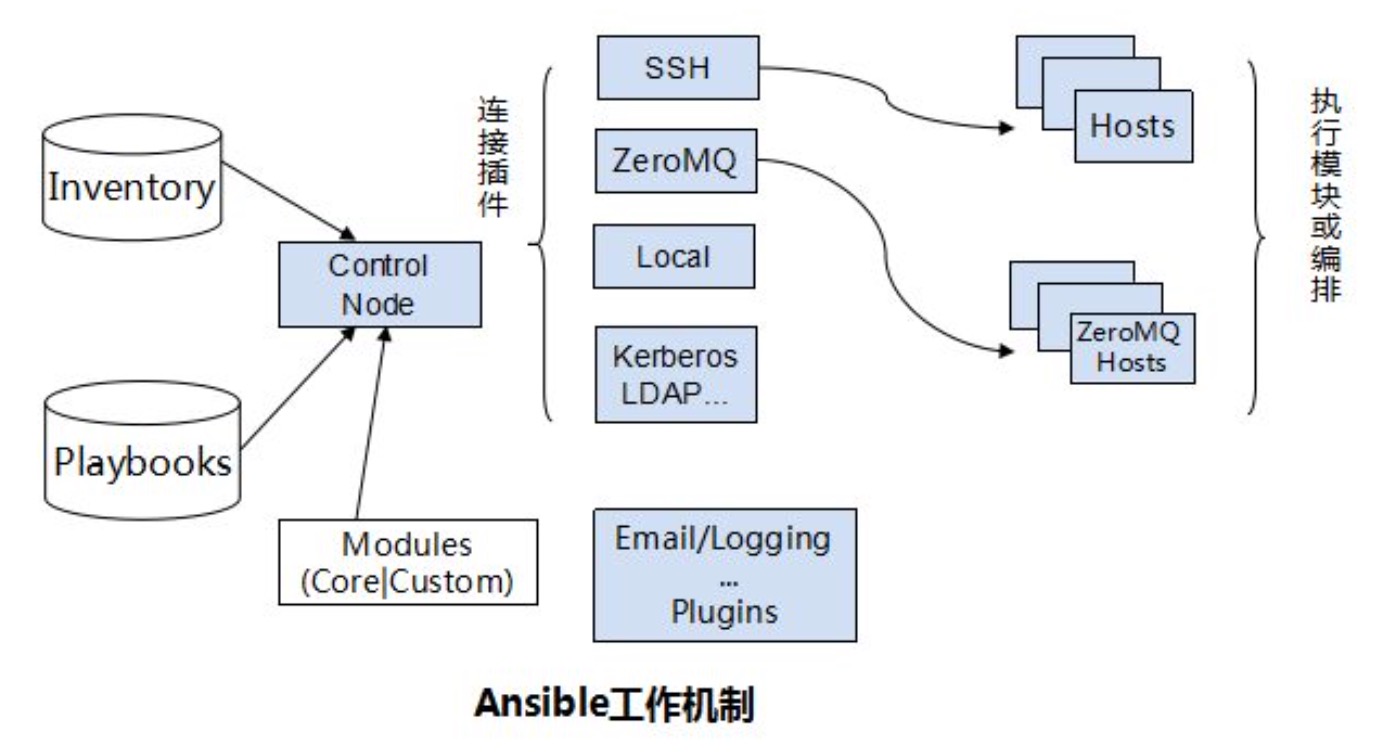 Inventory
Playbooks
Control
Node
Modules
(Core|Custom)
连接插件
SSH
ZeroMQ
Local
Kerberos
LDAP...
Email/Logging
...
Plugins
Hosts
ZeroMQ
Hosts
执行模块或编排
Ansible工作机制